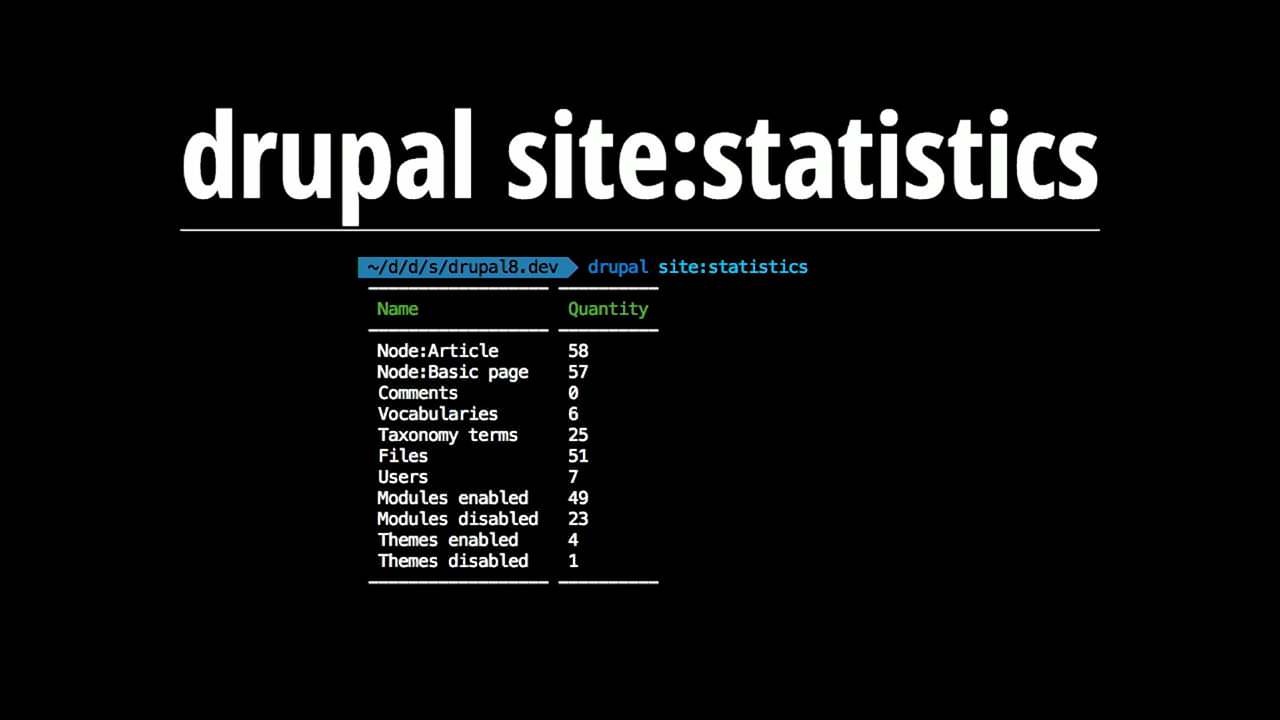 drupal site:statistics
~/d/d/s/drupal8.dev drupal site:statistics
Name Quantity
Node:Article 58
Node:Basic page 57
Comments 0
Vocabularies 6
Taxonomy terms 25
Files 51
Users 7
Modules enabled 49
Modules disabled 23
Themes enabled 4
Themes disabled 1